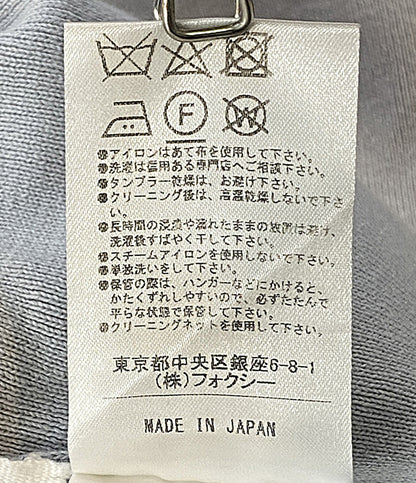 F
W
●アイロンはあて布を使用して下さい。
●洗濯は信用ある専門店へご相談下さい。
●タンブラー乾燥は、お避け下さい。
●クリーニング後は、高温乾燥しないで下さい。
●長時間の浸漬や濡れたままの放置は避け、
洗濯後すばやく干して下さい。
●スチームアイロンを使用しないで下さい。
●単独洗いをして下さい。
●保管の際は、ハンガーなどにかけると、
かたくずれしやすいので、必ずたたんで
平らな状態で保管して下さい。
●クリーニングネットを使用して下さい。
東京都中央区銀座6-8-1
(株)フォクシー
MADE IN JAPAN